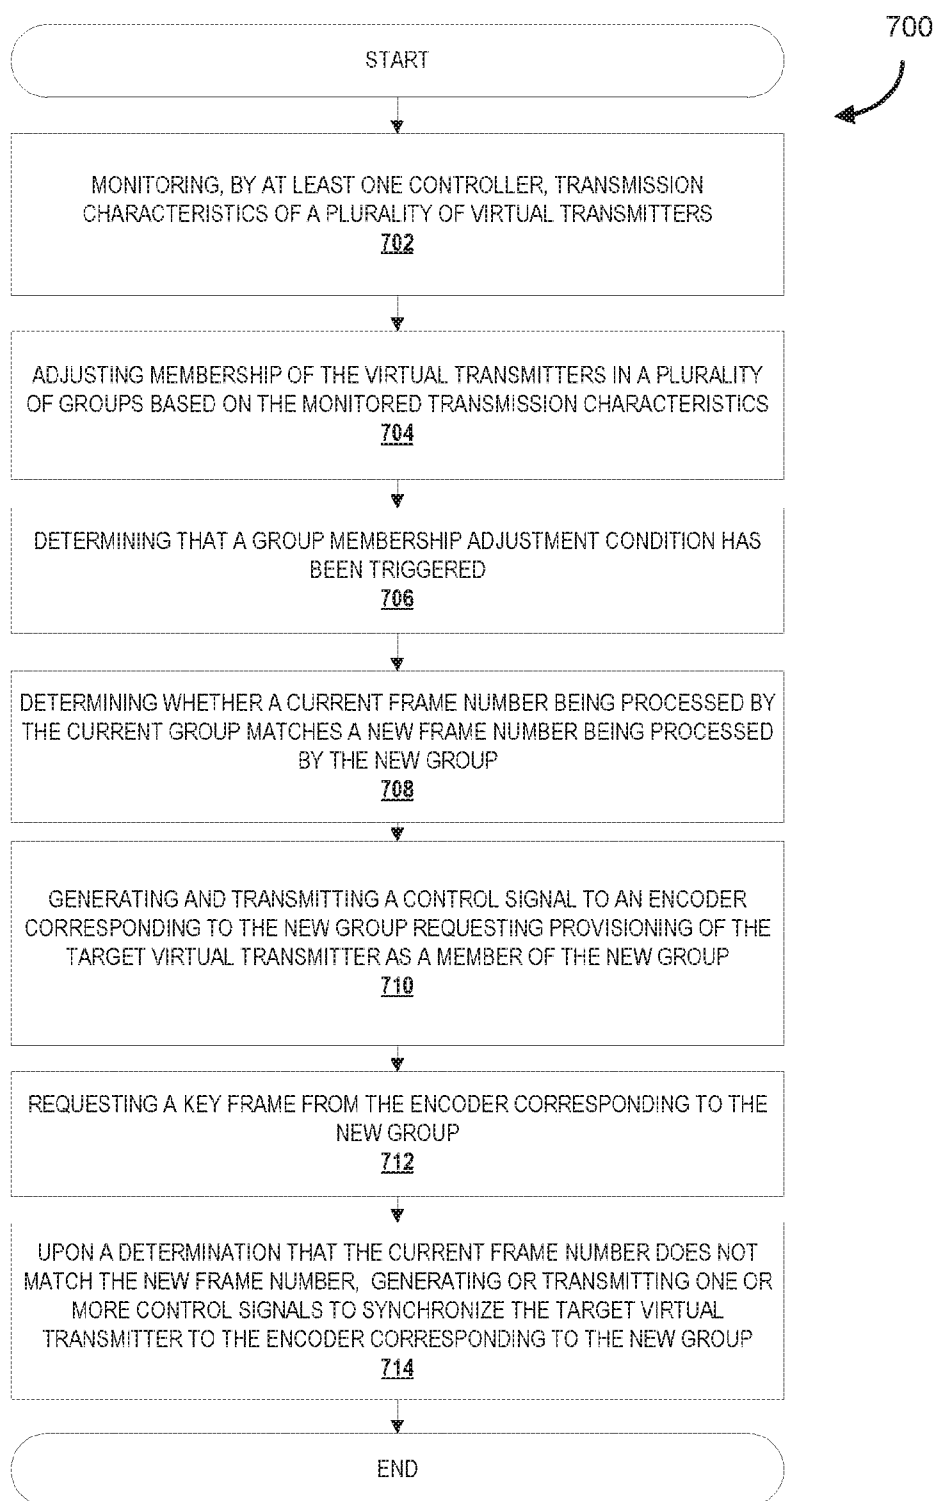 700
START
MONITORING, BY AT LEAST ONE CONTROLLER, TRANSMISSION
CHARACTERISTICS OF A PLURALITY OF VIRTUAL TRANSMITTERS
702
ADJUSTING MEMBERSHIP OF THE VIRTUAL TRANSMITTERS IN A PLURALITY
OF GROUPS BASED ON THE MONITORED TRANSMISSION CHARACTERISTICS
704
DETERMINING THAT A GROUP MEMBERSHIP ADJUSTMENT CONDITION HAS
BEEN TRIGGERED
706
DETERMINING WHETHER A CURRENT FRAME NUMBER BEING PROCESSED BY
THE CURRENT GROUP MATCHES A NEW FRAME NUMBER BEING PROCESSED
BY THE NEW GROUP
708
GENERATING AND TRANSMITTING A CONTROL SIGNAL TO AN ENCODER
CORRESPONDING TO THE NEW GROUP REQUESTING PROVISIONING OF THE
TARGET VIRTUAL TRANSMITTER AS A MEMBER OF THE NEW GROUP
710
REQUESTING A KEY FRAME FROM THE ENCODER CORRESPONDING TO THE
NEW GROUP
712
UPON A DETERMINATION THAT THE CURRENT FRAME NUMBER DOES NOT
MATCH THE NEW FRAME NUMBER, GENERATING OR TRANSMITTING ONE OR
MORE CONTROL SIGNALS TO SYNCHRONIZE THE TARGET VIRTUAL
TRANSMITTER TO THE ENCODER CORRESPONDING TO THE NEW GROUP
714
END